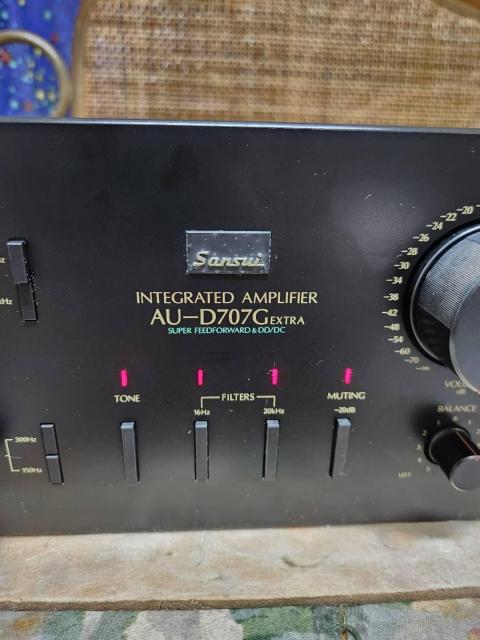 Sansui
INTEGRATED AMPLIFIER
AU-D707G EXTRA
SUPER FEEDFORWARD & DD/DC
-20
-22
-24
-26
-28
-30
-34
-38
-42
-48
-54
-60
-70
-∞
TONE
FILTERS
MUTING
16Hz
20kHz
-20dB
dB
BALANCE
300Hz
150Hz